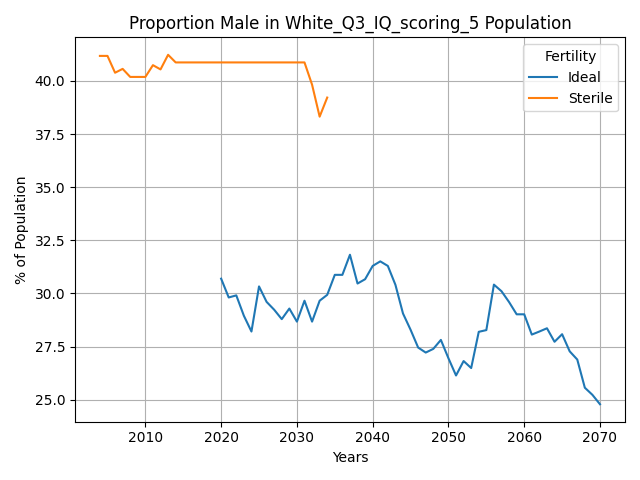 Proportion Male in White_Q3_IQ_scoring_5 Population
Fertility
Ideal
Sterile
% of Population
40.0
37.5
35.0
32.5
30.0
27.5
25.0
2010 2020 2030 2040 2050 2060 2070
Years